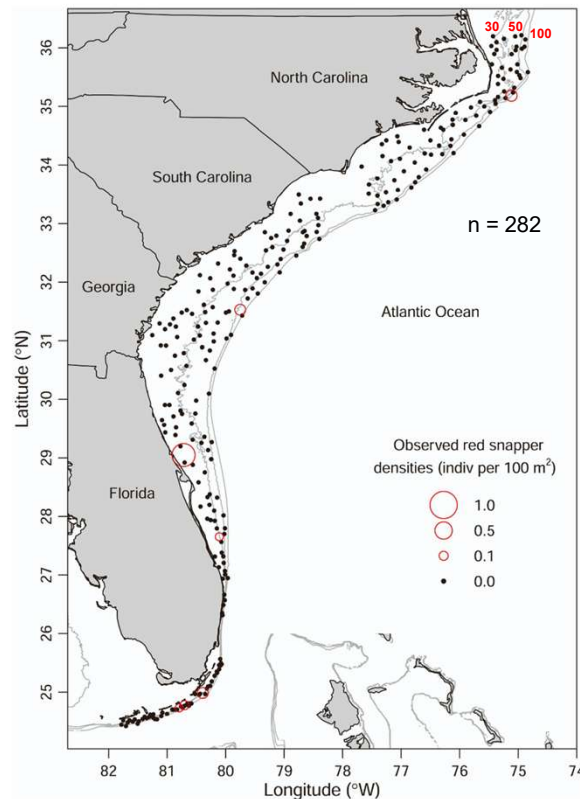 30 50 100
36
North Carolina
35
34
South Carolina
33
n = 282
32
Georgia
Atlantic Ocean
31
Latitude (°N)
30
Observed red snapper
densities (indiv per 100 m²)
29
1.0
Florida
0.5
28
0.1
27
0.0
26
25
82 81 80 79 78 77 76 75 74
Longitude (°W)